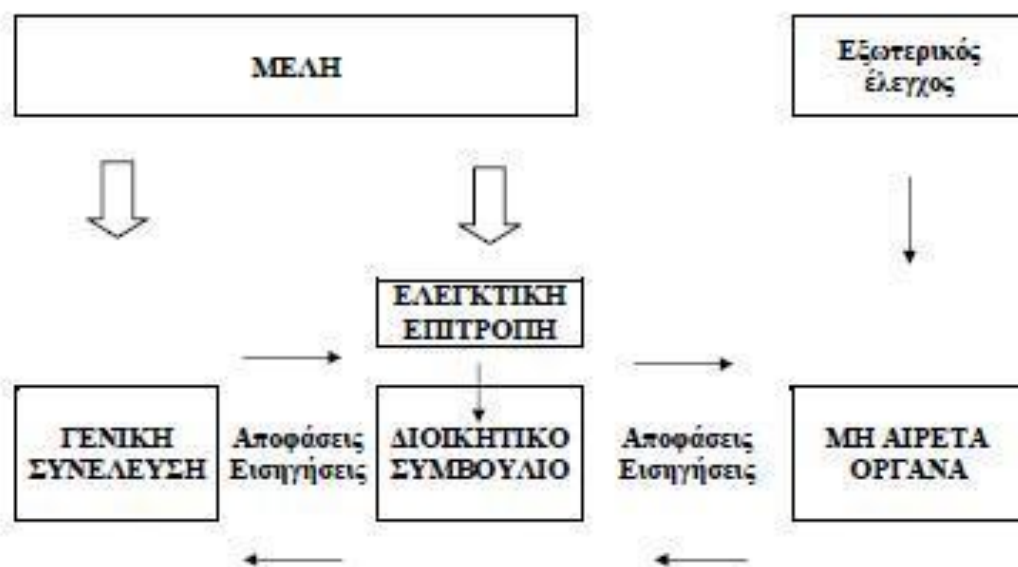 ΜΕΛΗ
Εξωτερικός
έλεγχος
ΕΛΕΓΚΤΙΚΗ
ΕΠΙΤΡΟΠΗ
ΓΕΝΙΚΗ
ΣΥΝΕΛΕΥΣΗ
Αποφάσεις
Εισηγήσεις
ΔΙΟΙΚΗΤΙΚΟ
ΣΥΜΒΟΥΛΙΟ
Αποφάσεις
Εισηγήσεις
ΜΗ ΑΙΡΕΤΑ
ΟΡΓΑΝΑ